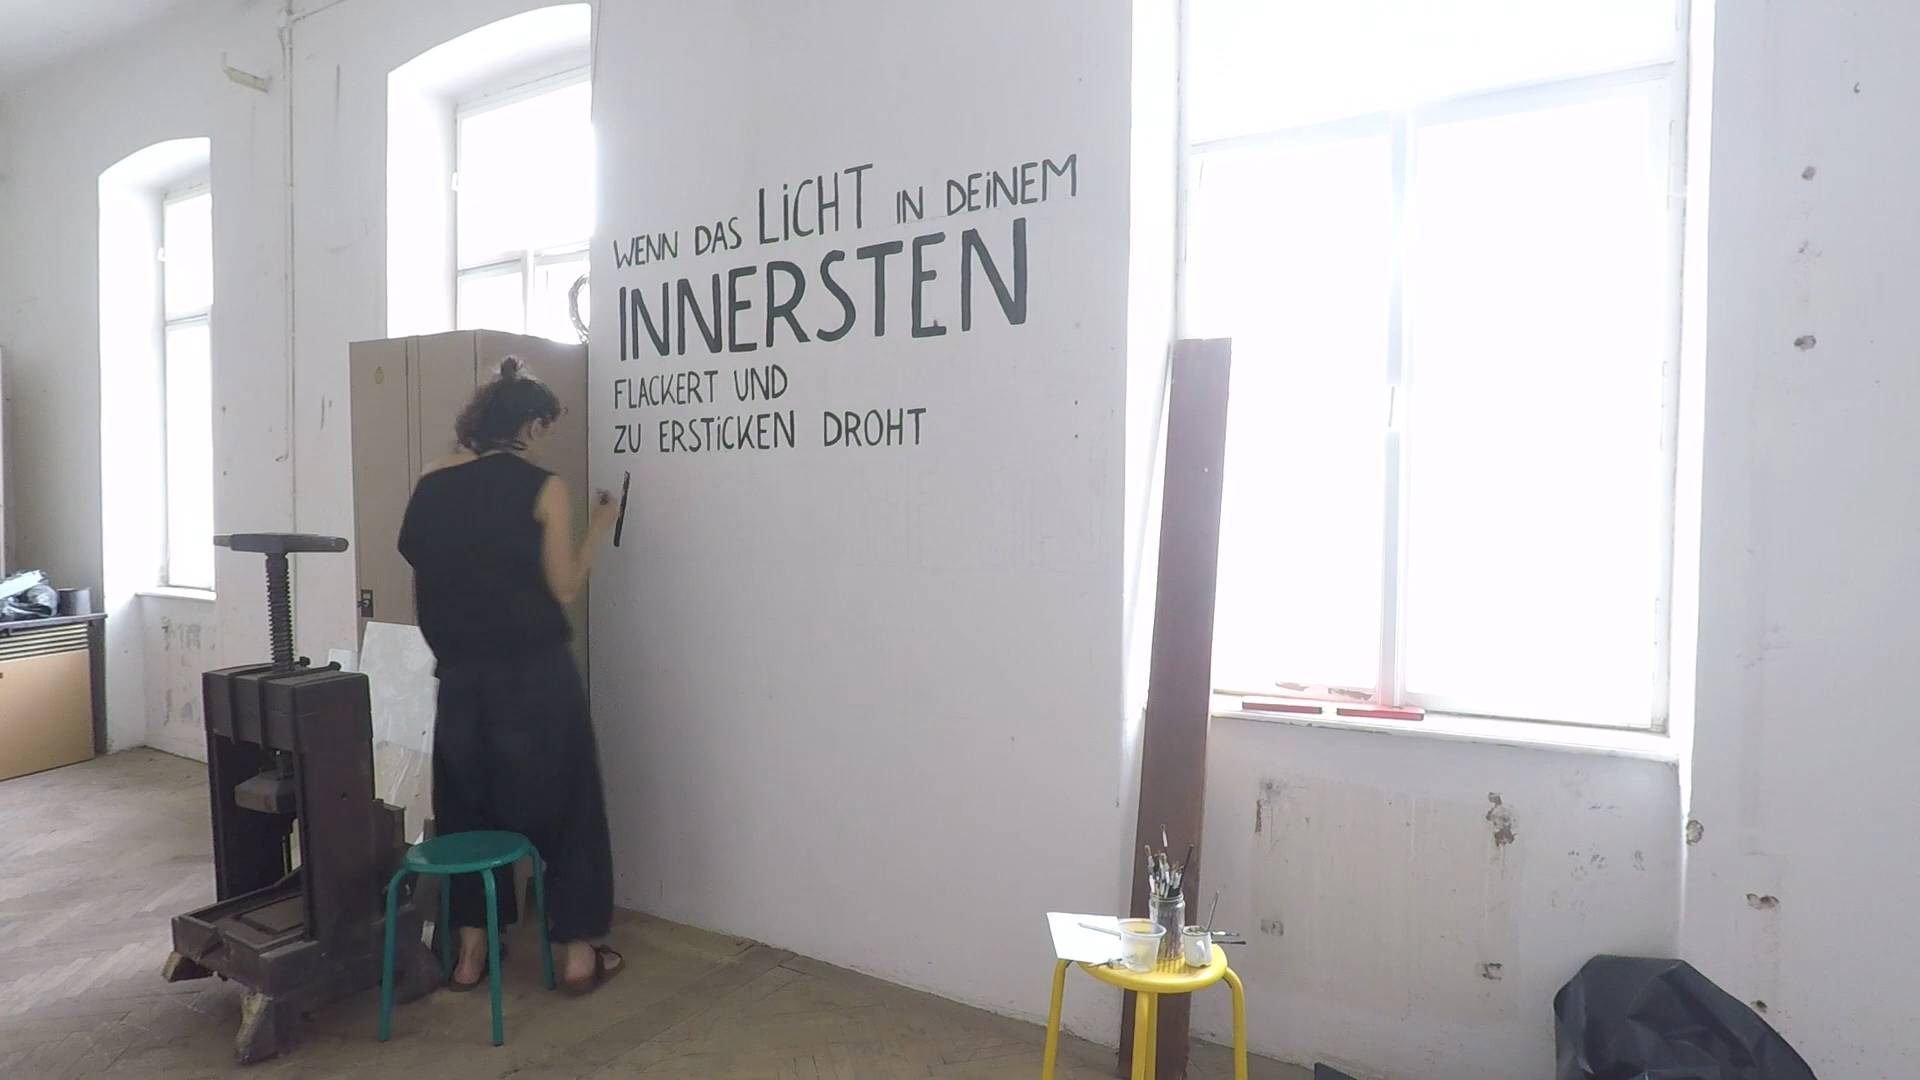 WENN DAS LiCHT IN DEiNEM
INNERSTEN
FLACKERT UND
ZU ERSTiCKEN DROHT